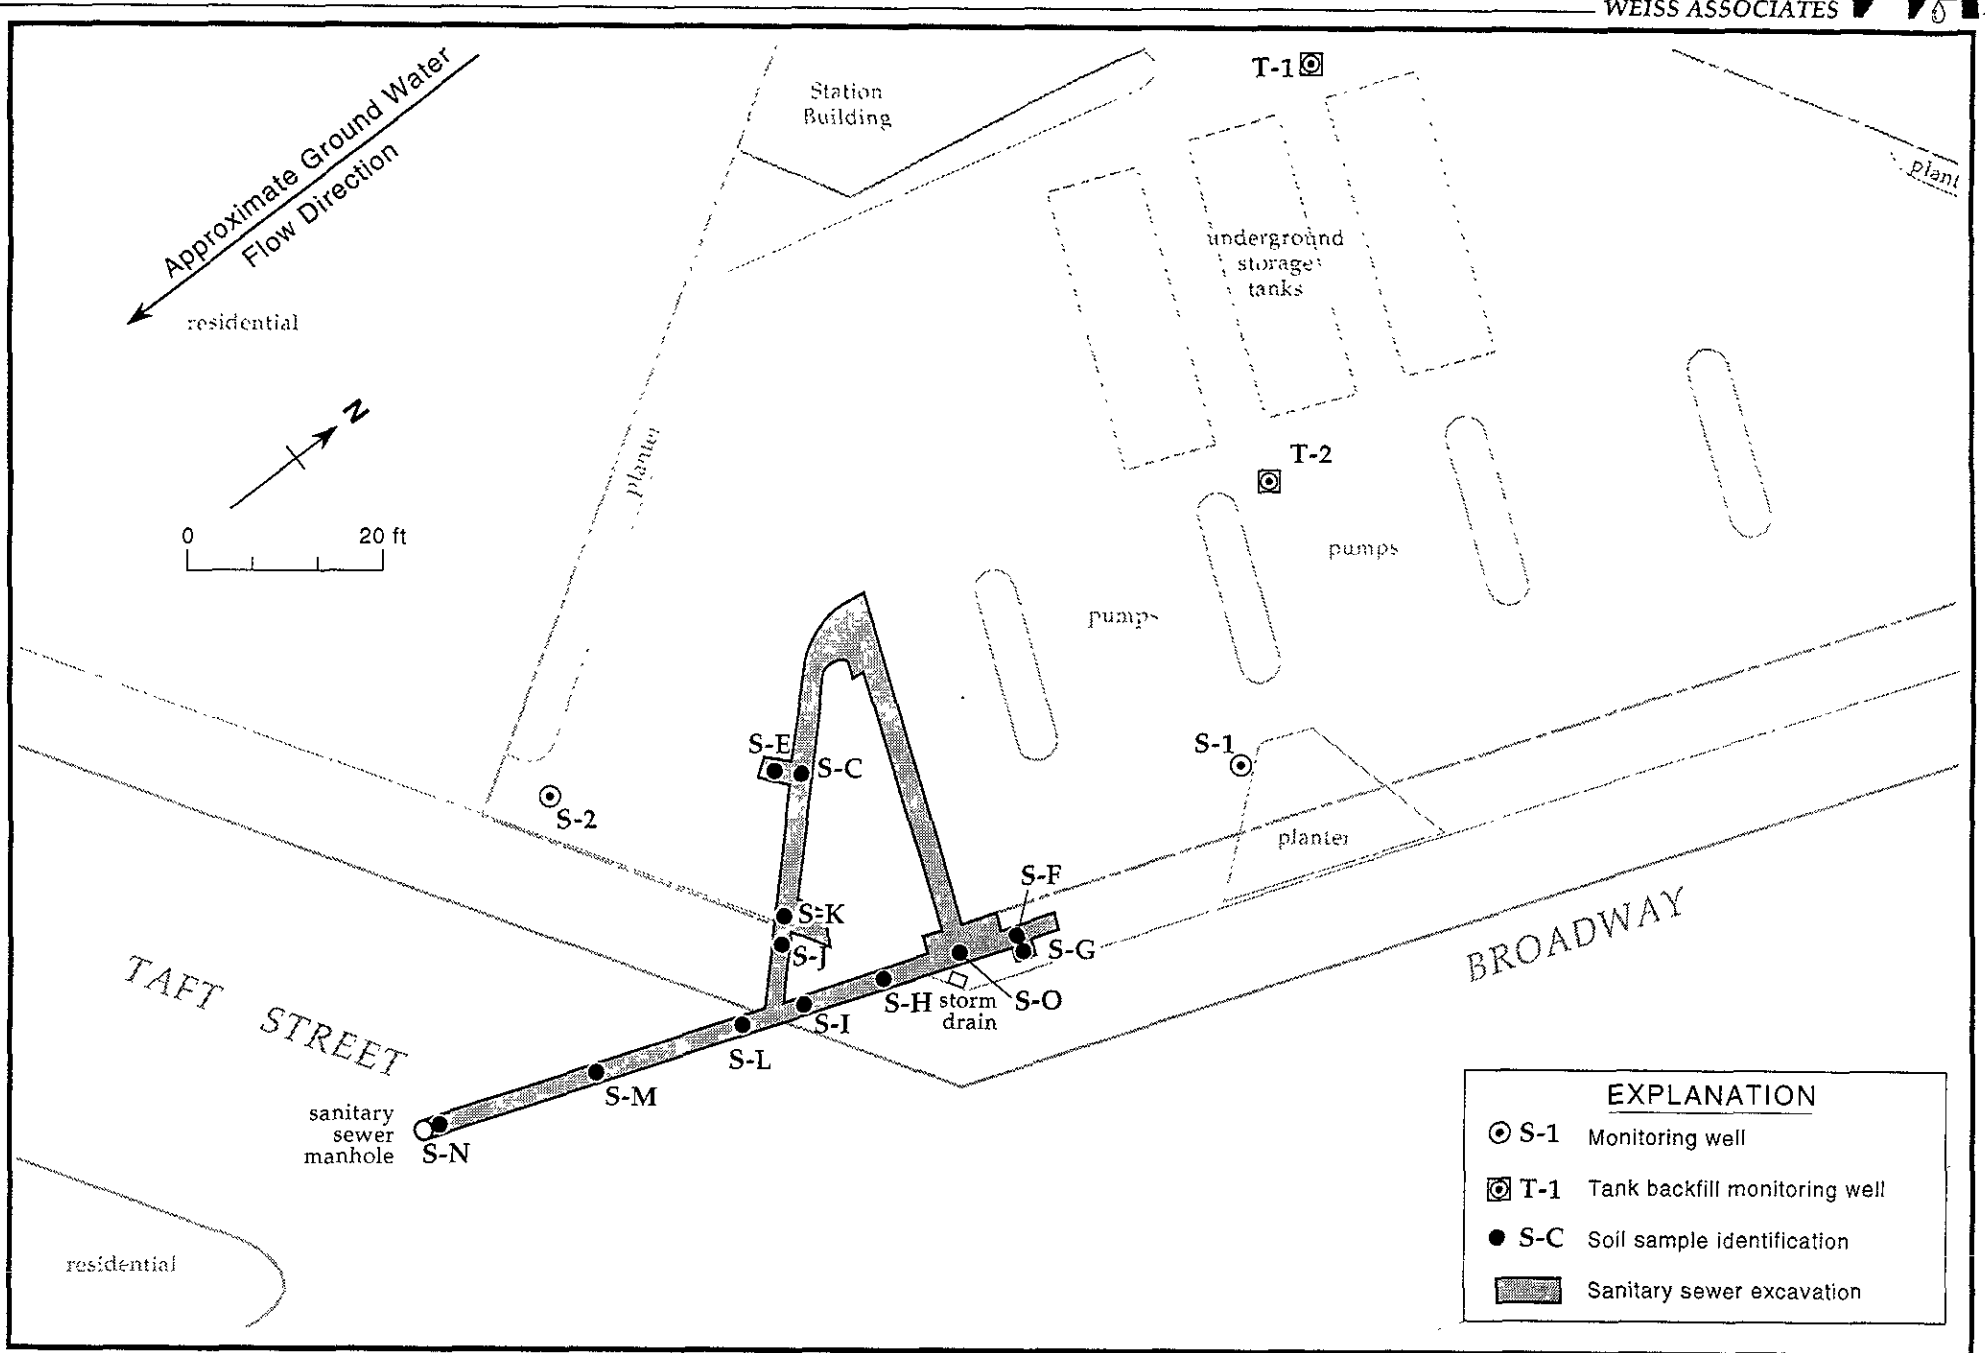 WEISS ASSOCIATES
Approximate Ground Water
Flow Direction
Station
Building
T-1
plant
underground
storage
tanks
residential
N
0 20 ft
planter
T-2
pumps
pumps
S-E
S-C
S-1
S-2
planter
S-F
S-K
S-J
S-G
BROADWAY
TAFT STREET
S-H
storm
drain
S-O
S-I
S-L
S-M
sanitary
sewer
manhole
S-N
residential
EXPLANATION
S-1 Monitoring well
T-1 Tank backfill monitoring well
S-C Soil sample identification
Sanitary sewer excavation